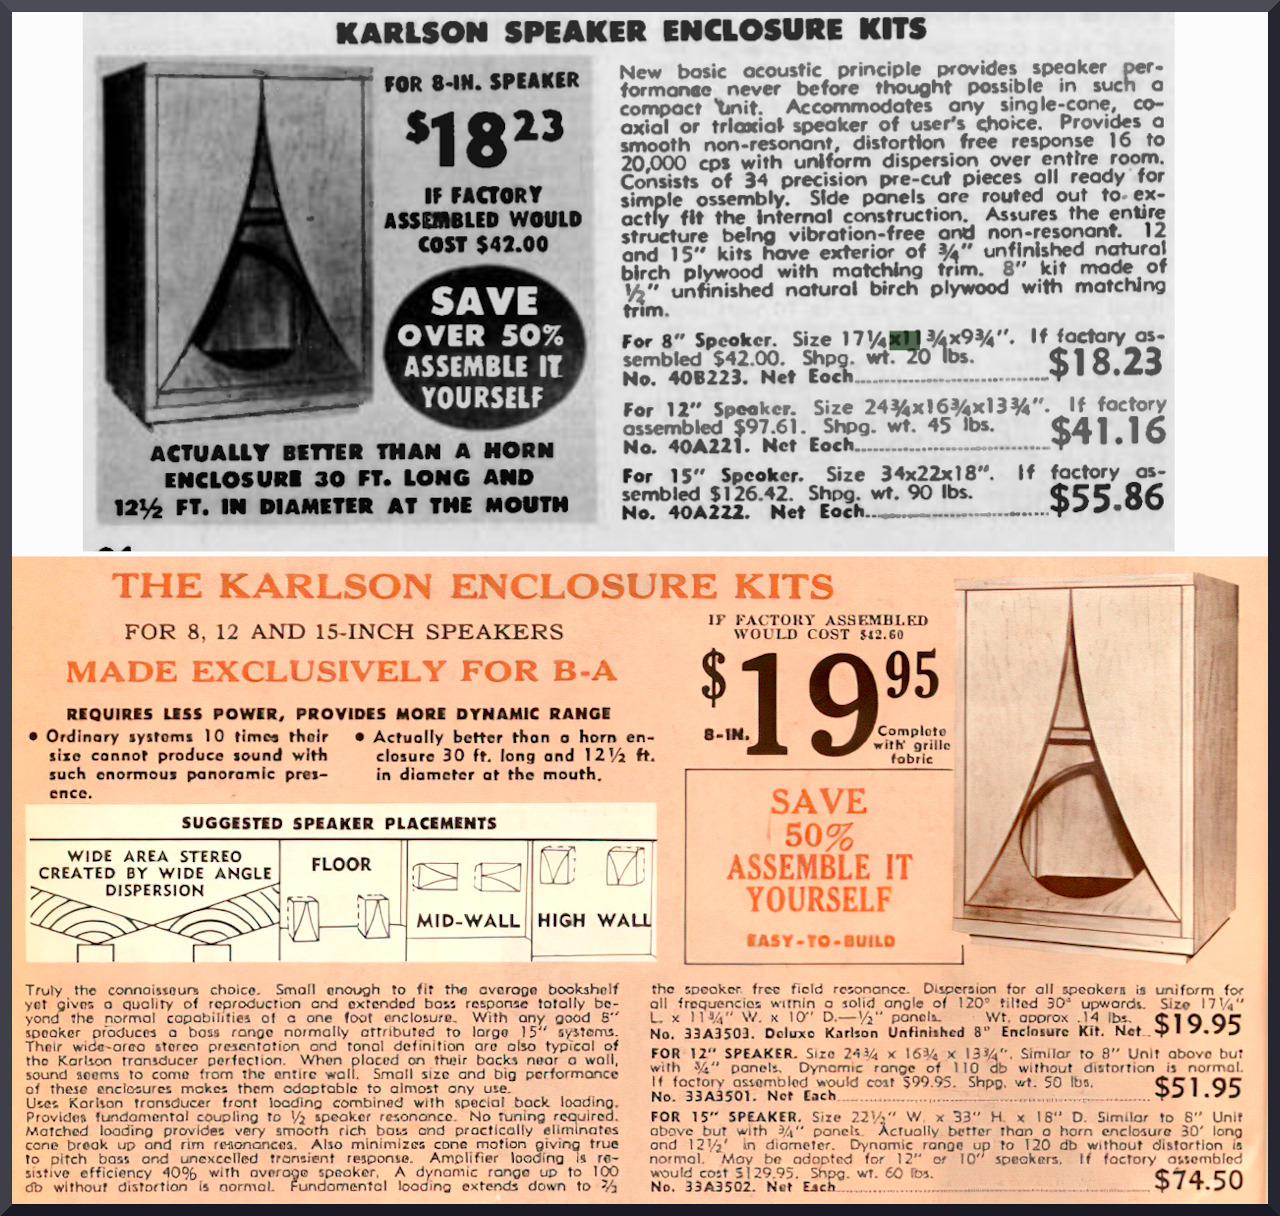 KARLSON SPEAKER ENCLOSURE KITS
FOR 8-IN. SPEAKER
$18 23
IF FACTORY
ASSEMBLED WOULD
COST $42.00
SAVE
OVER 50%
ASSEMBLE IT
YOURSELF
ACTUALLY BETTER THAN A HORN
ENCLOSURE 30 FT. LONG AND
12½ FT. IN DIAMETER AT THE MOUTH
New basic acoustic principle provides speaker per-
formance never before thought possible in such a
compact unit. Accommodates any single-cone, co-
axial or triaxial speaker of user's choice. Provides a
smooth non-resonant, distortion free response 16 to
20,000 cps with uniform dispersion over entire room.
Consists of 34 precision pre-cut pieces all ready for
simple assembly. Side panels are routed out to ex-
actly fit the internal construction. Assures the entire
structure being vibration-free and non-resonant. 12
and 15" kits have exterior of ¾" unfinished natural
birch plywood with matching trim. 8" kit made of
½" unfinished natural birch plywood with matching
trim.
For 8" Speaker. Size 17¼x11¾x9¾". If factory as-
sembled $42.00. Shpg. wt. 20 lbs.
No. 40B223. Net Each $18.23
For 12" Speaker. Size 24¾x16¾x13¾". If factory
assembled $97.61. Shpg. wt. 45 lbs.
No. 40A221. Net Each $41.16
For 15" Speaker. Size 34x22x18". If factory as-
sembled $126.42. Shpg. wt. 90 lbs.
No. 40A222. Net Each $55.86
THE KARLSON ENCLOSURE KITS
FOR 8, 12 AND 15-INCH SPEAKERS
MADE EXCLUSIVELY FOR B-A
REQUIRES LESS POWER, PROVIDES MORE DYNAMIC RANGE
• Ordinary systems 10 times their
size cannot produce sound with
such enormous panoramic pres-
ence.
• Actually better than a horn en-
closure 30 ft. long and 12½ ft.
in diameter at the mouth.
IF FACTORY ASSEMBLED
WOULD COST $42.60
8-IN. $19 95
Complete
with grille
fabric
SAVE
50%
ASSEMBLE IT
YOURSELF
EASY-TO-BUILD
SUGGESTED SPEAKER PLACEMENTS
WIDE AREA STEREO
CREATED BY WIDE ANGLE
DISPERSION
FLOOR
MID-WALL
HIGH WALL
Truly the connoisseurs choice. Small enough to fit the average bookshelf
yet gives a quality of reproduction and extended bass response totally be-
yond the normal capabilities of a one foot enclosure. With any good 8"
speaker produces a bass range normally attributed to large 15" systems.
Their wide-area stereo presentation and tonal definition are also typical of
the Karlson transducer perfection. When placed on their backs near a wall,
sound seems to come from the entire wall. Small size and big performance
of these enclosures makes them adaptable to almost any use.
Uses Karlson transducer front loading combined with special back loading.
Provides fundamental coupling to ½ speaker resonance. No tuning required.
Matched loading provides very smooth rich bass and practically eliminates
cone break up and rim resonances. Also minimizes cone motion giving true
to pitch bass and unexcelled transient response. Amplifier loading is re-
sistive efficiency 40% with average speaker. A dynamic range up to 100
db without distortion is normal. Fundamental loading extends down to ⅔
the speaker free field resonance. Dispersion for all speakers is uniform for
all frequencies within a solid angle of 120° tilted 30° upwards. Size 17¼"
L. x 11¾" W. x 10" D.—½" panels. Wt. approx .14 lbs.
No. 33A3503. Deluxe Karlson Unfinished 8" Enclosure Kit. Net $19.95
FOR 12" SPEAKER. Size 24¾ x 16¾ x 13¾". Similar to 8" Unit above but
with ¾" panels. Dynamic range of 110 db without distortion is normal.
If factory assembled would cost $99.95. Shpg. wt. 50 lbs.
No. 33A3501. Net Each $51.95
FOR 15" SPEAKER. Size 22½" W. x 33" H. x 18" D. Similar to 8" Unit
above but with ¾" panels. Actually better than a horn enclosure 30' long
and 12½' in diameter. Dynamic range up to 120 db without distortion is
normal. May be adapted for 12" or 10" speakers. If factory assembled
would cost $129.95. Shpg. wt. 60 lbs.
No. 33A3502. Net Each $74.50